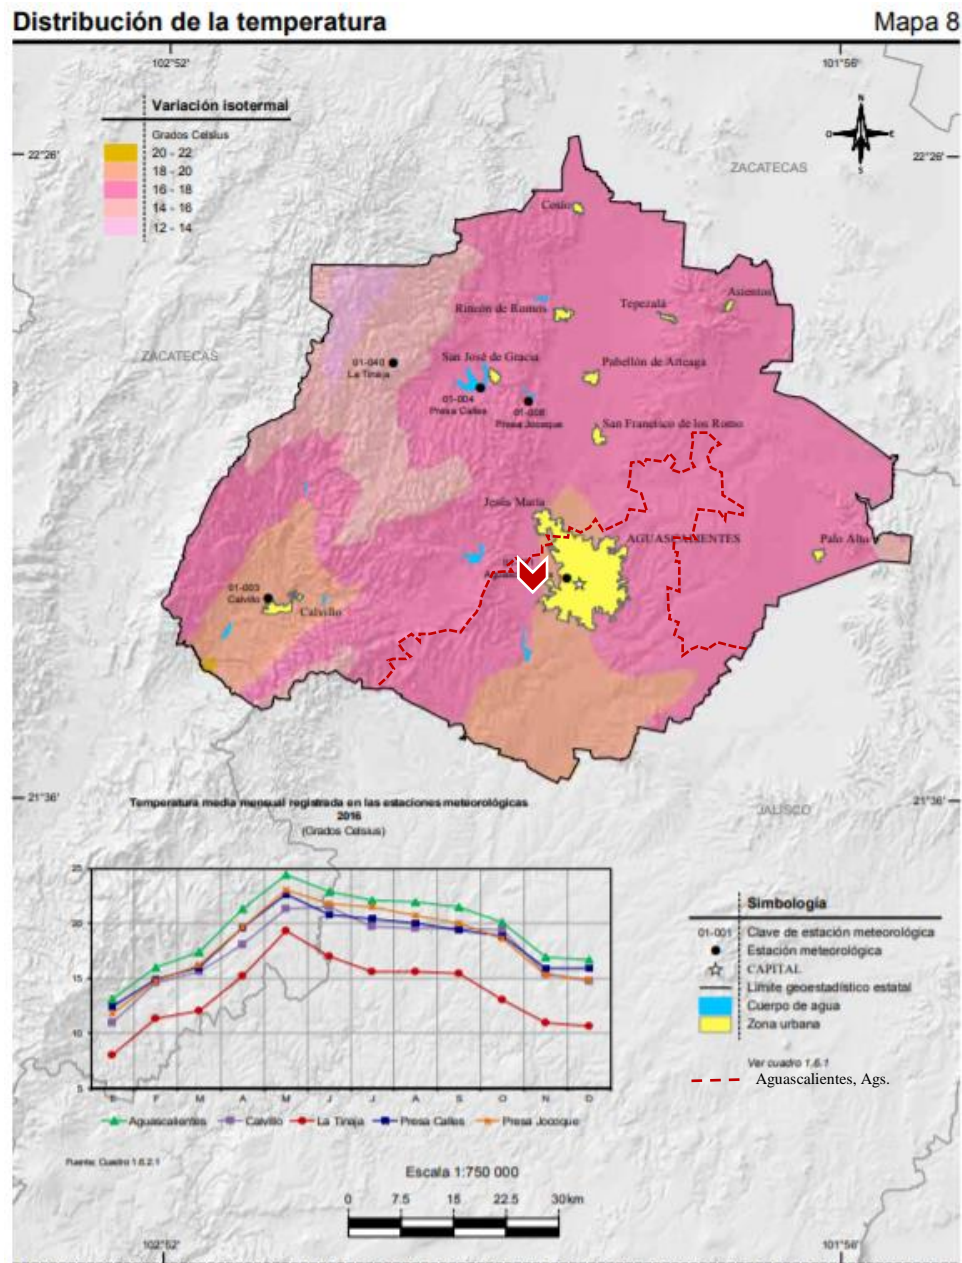 Distribución de la temperatura
Mapa 8
102°52'
101°56'
Variación isotermal
Grados Celsius
20 - 22
18 - 20
16 - 18
14 - 16
12 - 14
N
O
E
S
22°26'
22°26'
ZACATECAS
Cosío
Asientos
Tepezalá
Rincón de Romos
ZACATECAS
San José de Gracia
Pabellón de Arteaga
01-040
La Tinaja
01-004
Presa Calles
01-008
Presa Jocoque
San Francisco de los Romo
Jesús María
AGUASCALIENTES
Palo Alto
01-003
Calvillo
Calvillo
21°36'
21°36'
JALISCO
Temperatura media mensual registrada en las estaciones meteorológicas
2016
(Grados Celsius)
25
20
15
10
5
E F M A M J J A S O N D
Aguascalientes Calvillo La Tinaja Presa Calles Presa Jocoque
Fuente: Cuadro 1.6.2.1
Simbología
01-001 Clave de estación meteorológica
Estación meteorológica
CAPITAL
Límite geoestadístico estatal
Cuerpo de agua
Zona urbana
Ver cuadro 1.6.1
Aguascalientes, Ags.
Escala 1:750 000
0 7.5 15 22.5 30km
102°52'
101°56'